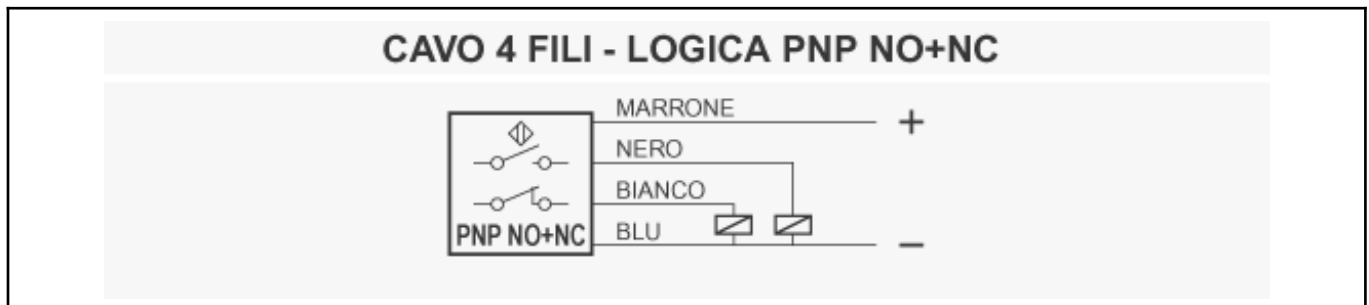 CAVO 4 FILI - LOGICA PNP NO+NC
MARRONE
+
NERO
BIANCO
BLU
PNP NO+NC
−